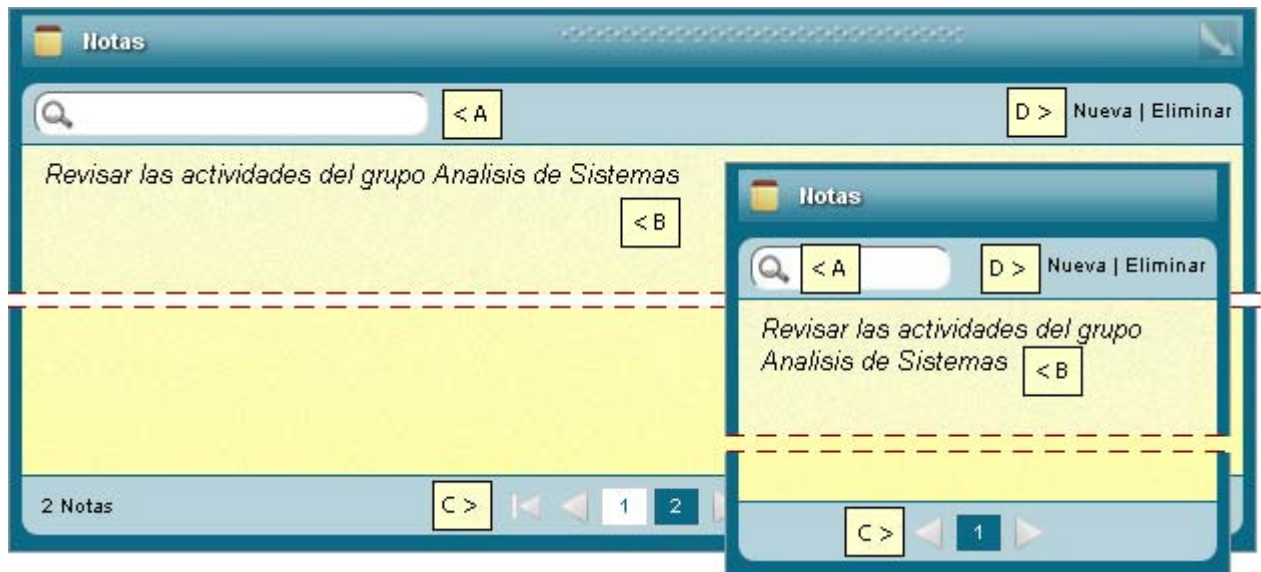 Notas
< A
D >
Nueva | Eliminar
Revisar las actividades del grupo Analisis de Sistemas
< B
2 Notas
C >
1
2
Notas
< A
D >
Nueva | Eliminar
Revisar las actividades del grupo
Analisis de Sistemas
< B
C >
1